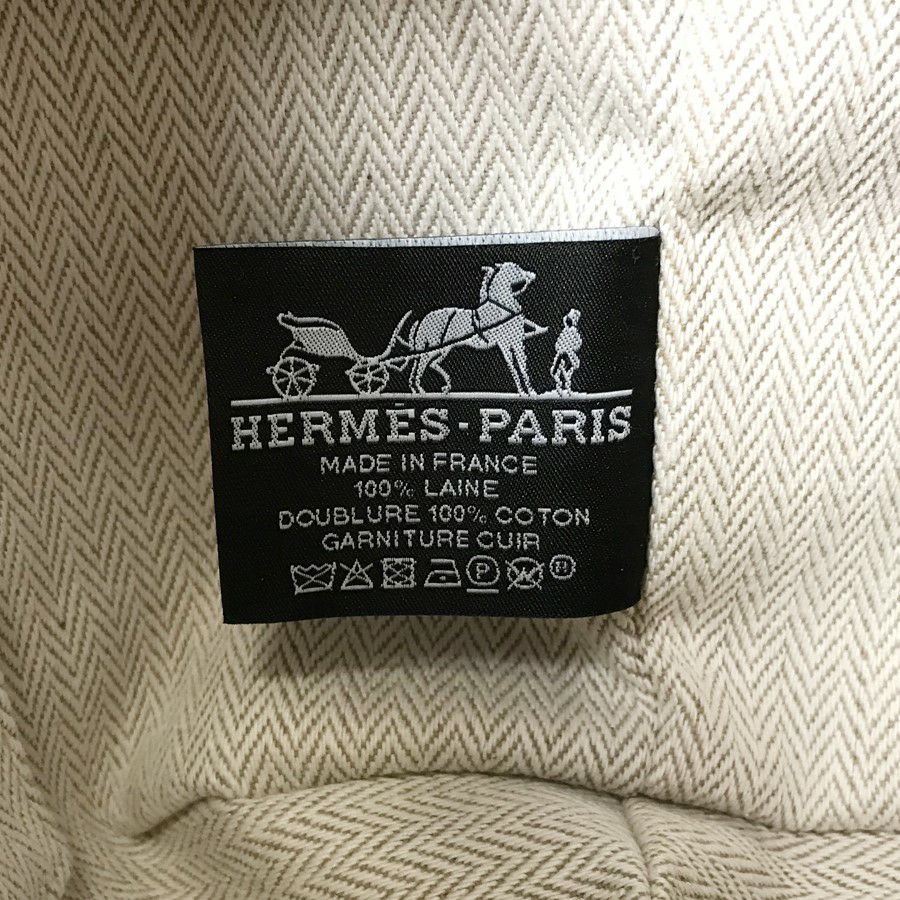 HERMÈS-PARIS
MADE IN FRANCE
100% LAINE
DOUBLURE 100% COTON
GARNITURE CUIR
P W H